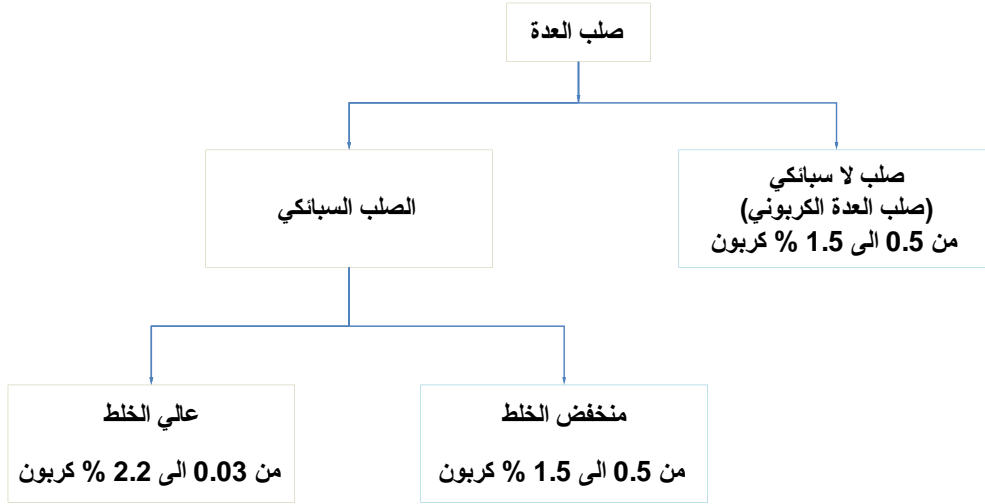 صلب العدة
صلب لا سبائكي
(صلب العدة الكربوني)
من 0.5 الى 1.5 % كربون
الصلب السبائكي
منخفض الخلط
من 0.5 الى 1.5 % كربون
عالي الخلط
من 0.03 الى 2.2 % كربون